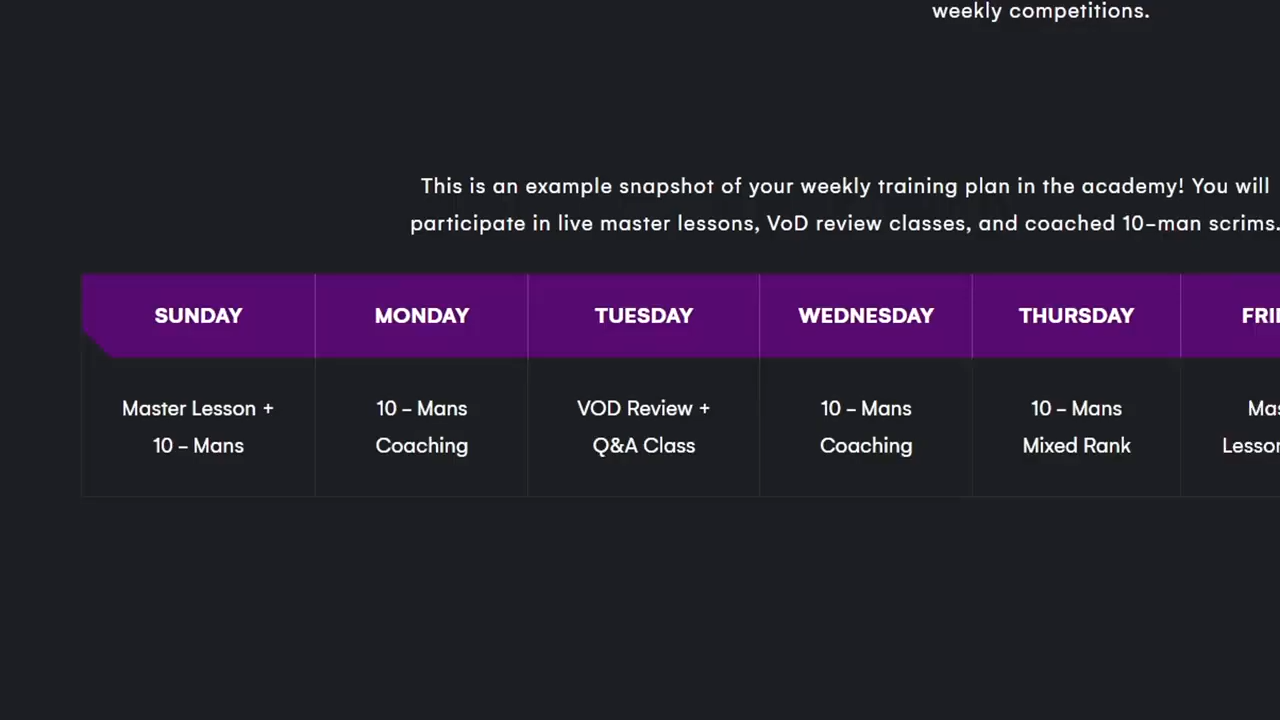 weekly competitions.
This is an example snapshot of your weekly training plan in the academy! You will
participate in live master lessons, VoD review classes, and coached 10-man scrims.
SUNDAY MONDAY TUESDAY WEDNESDAY THURSDAY
Master Lesson + 10 - Mans VOD Review + 10 - Mans 10 - Mans
10 - Mans Coaching Q&A Class Coaching Mixed Rank